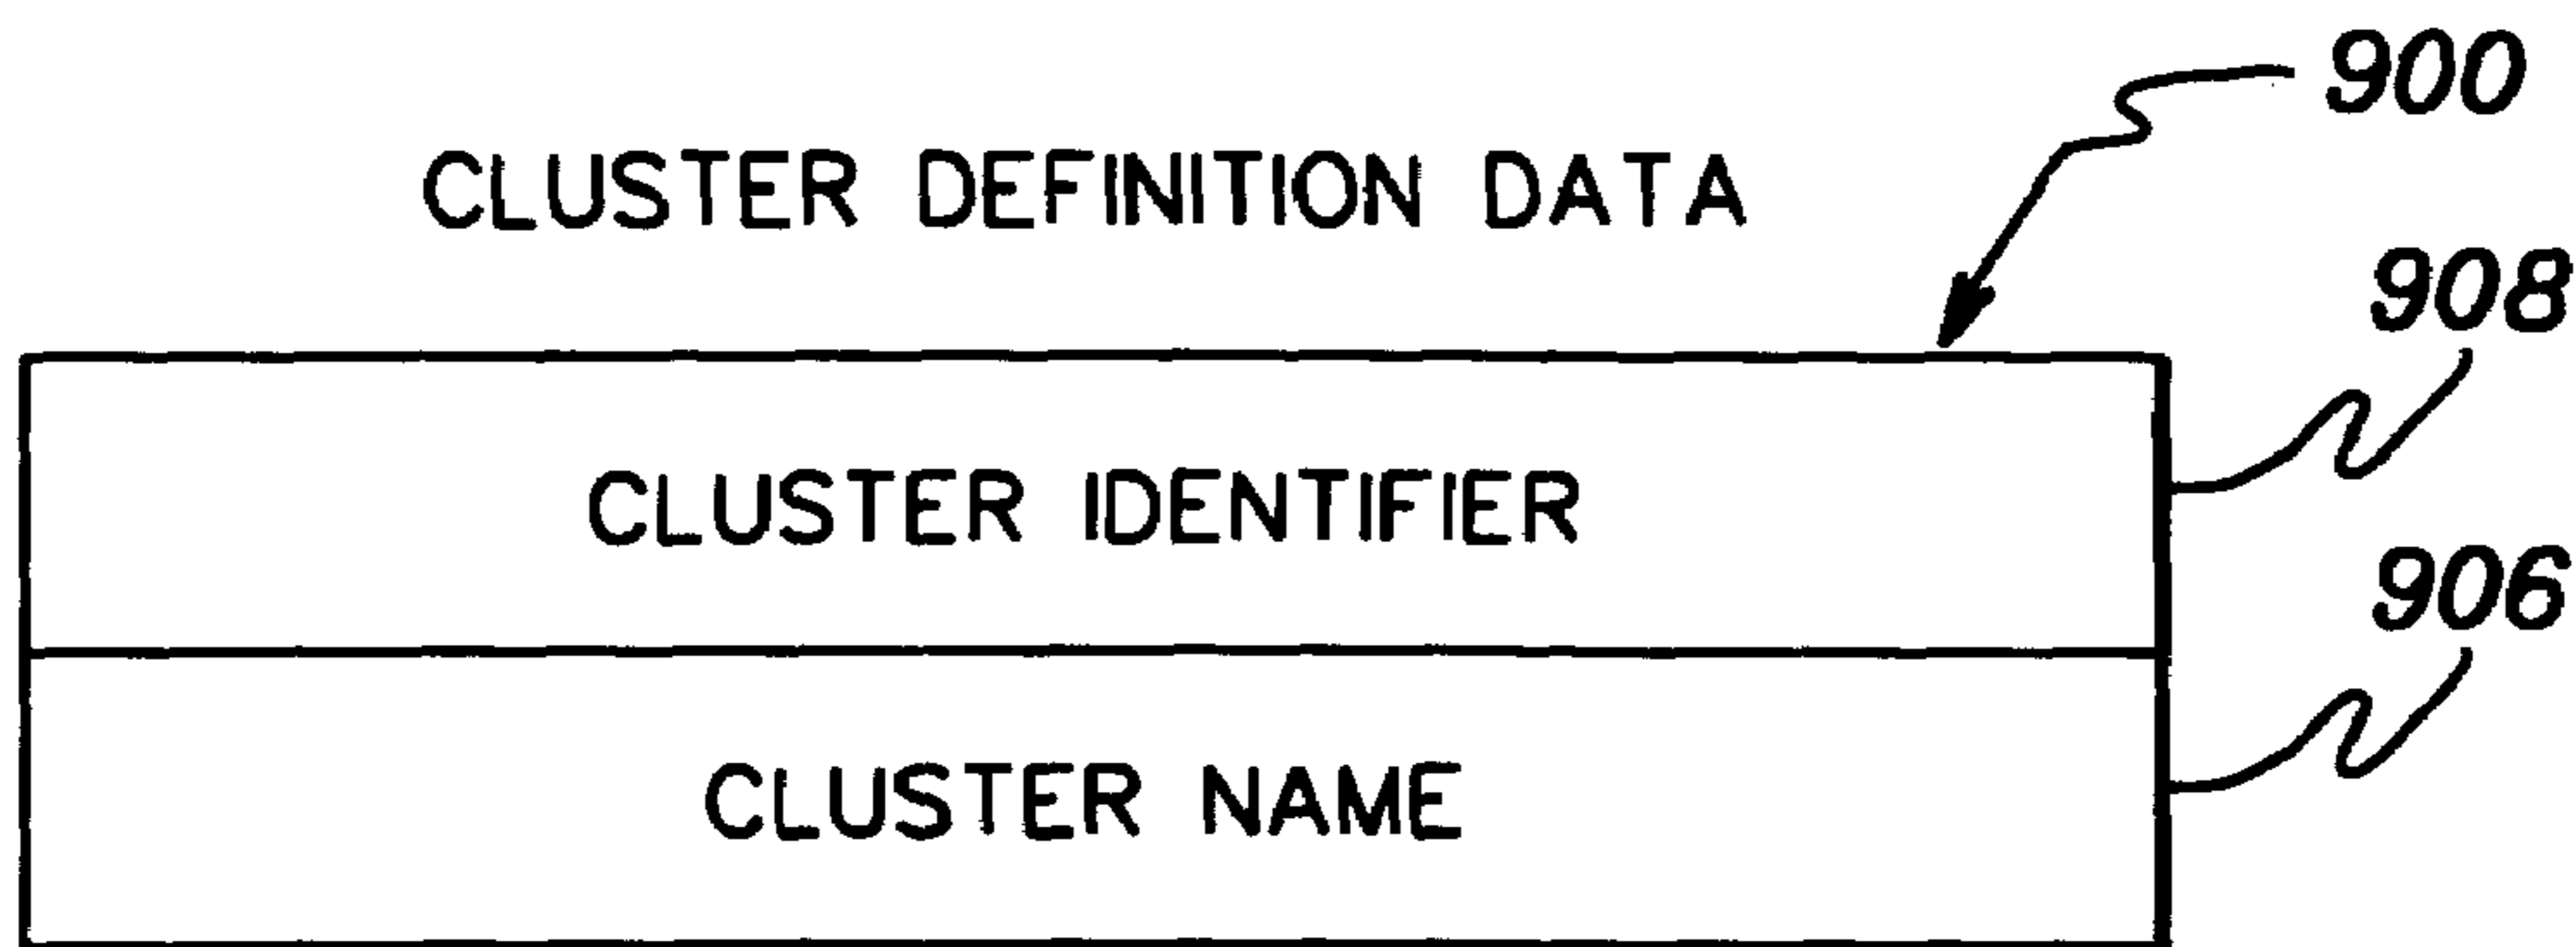 900
CLUSTER DEFINITION DATA
908
CLUSTER IDENTIFIER
906
CLUSTER NAME